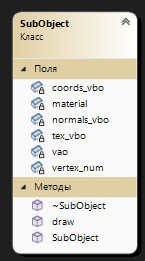 SubObject
Класс
Поля
coords_vbo
material
normals_vbo
tex_vbo
vao
vertex_num
Методы
~SubObject
draw
SubObject